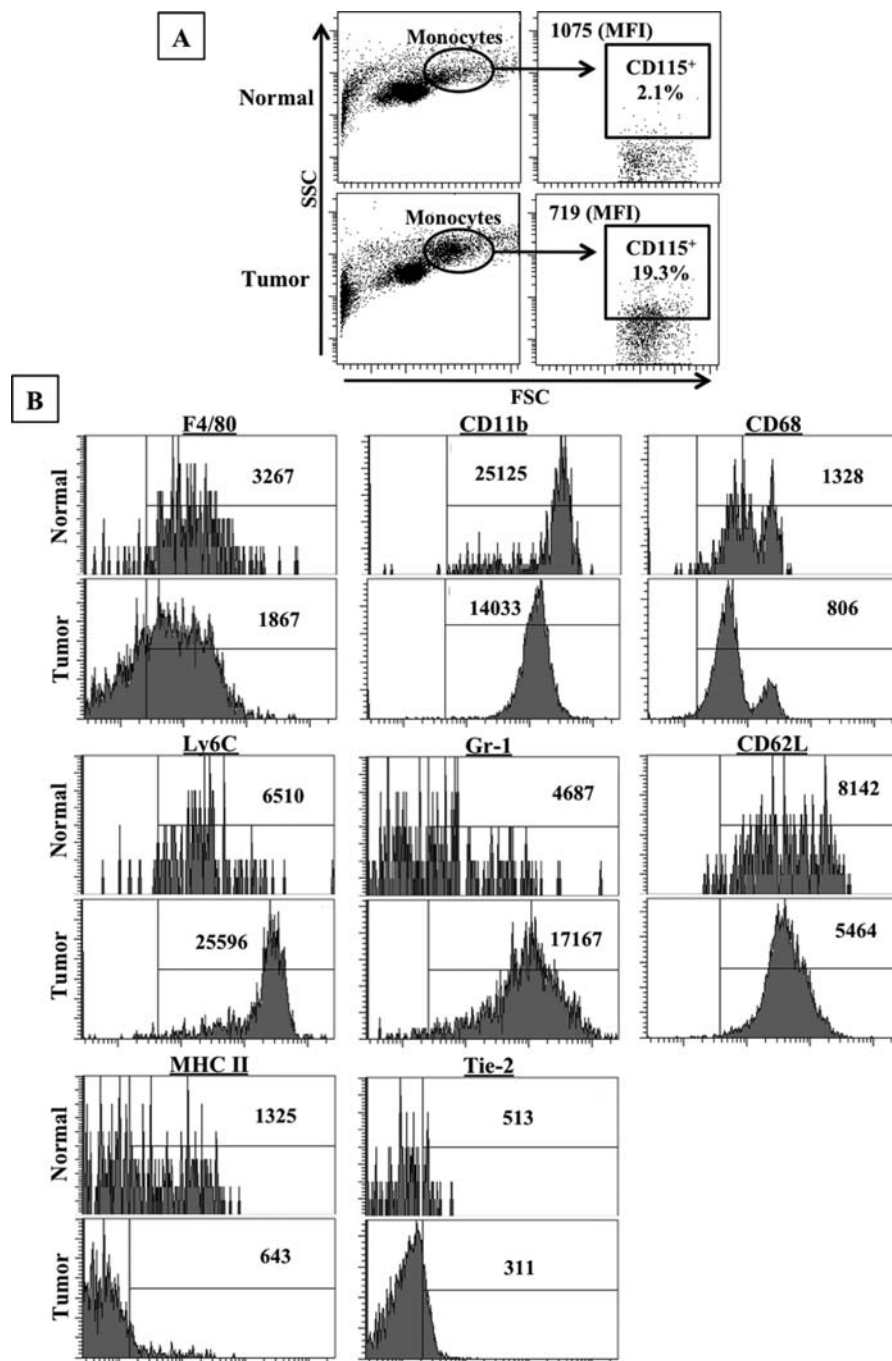 A
Monocytes
1075 (MFI)
CD115+
2.1%
Normal
SSC
Monocytes
719 (MFI)
CD115+
19.3%
Tumor
FSC
B
F4/80
CD11b
CD68
Normal
3267
25125
1328
Tumor
1867
14033
806
Ly6C
Gr-1
CD62L
Normal
6510
4687
8142
Tumor
25596
17167
5464
MHC II
Tie-2
Normal
1325
513
Tumor
643
311